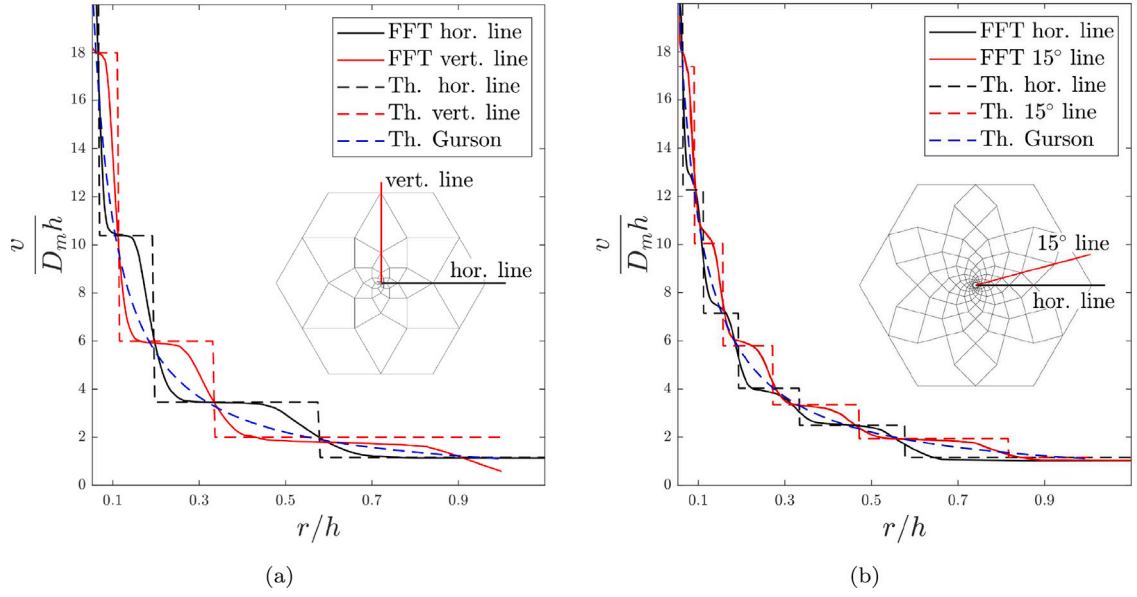 FFT hor. line
FFT vert. line
Th. hor. line
Th. vert. line
Th. Gurson
vert. line
hor. line
18
16
14
12
10
8
6
4
2
0
0.1 0.3 0.5 0.7 0.9
v
D_m h
r/h
(a)
FFT hor. line
FFT 15° line
Th. hor. line
Th. 15° line
Th. Gurson
15° line
hor. line
18
16
14
12
10
8
6
4
2
0
0.1 0.3 0.5 0.7 0.9
v
D_m h
r/h
(b)